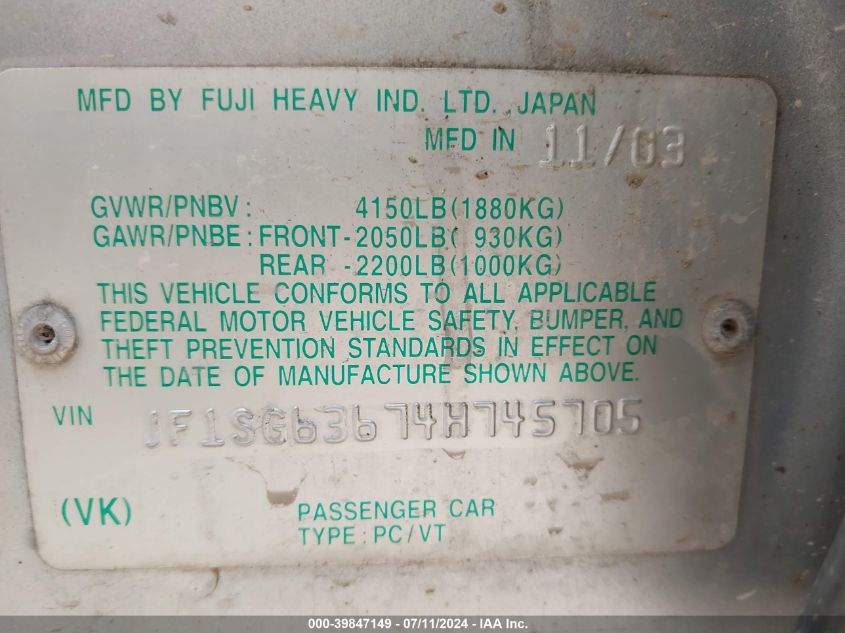 MFD BY FUJI HEAVY IND. LTD. JAPAN
MFD IN 11/03
GVWR/PNBV: 4150LB(1880KG)
GAWR/PNBE: FRONT-2050LB( 930KG)
REAR -2200LB(1000KG)
THIS VEHICLE CONFORMS TO ALL APPLICABLE
FEDERAL MOTOR VEHICLE SAFETY, BUMPER, AND
THEFT PREVENTION STANDARDS IN EFFECT ON
THE DATE OF MANUFACTURE SHOWN ABOVE.
VIN JF1SG63674H745705
(VK) PASSENGER CAR
TYPE: PC/VT
000-39847149 - 07/11/2024 - IAA Inc.